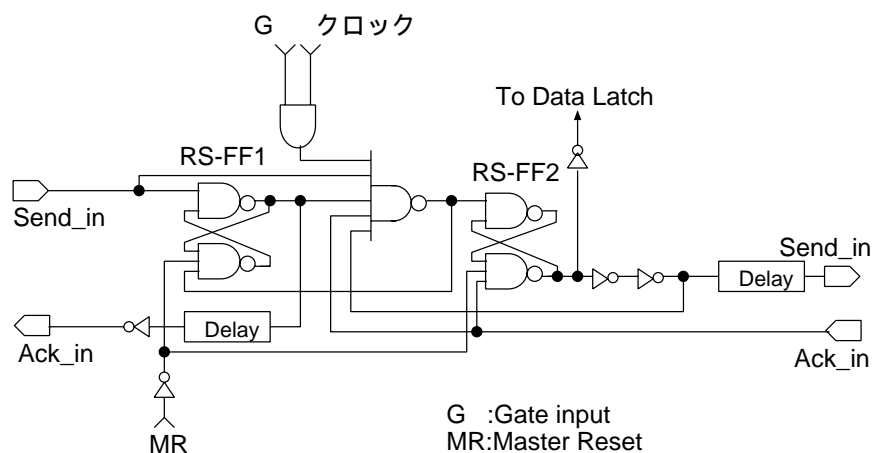 G クロック
To Data Latch
RS-FF1
RS-FF2
Send_in
Send_in
Delay
Delay
Ack_in
Ack_in
MR
G :Gate input
MR:Master Reset